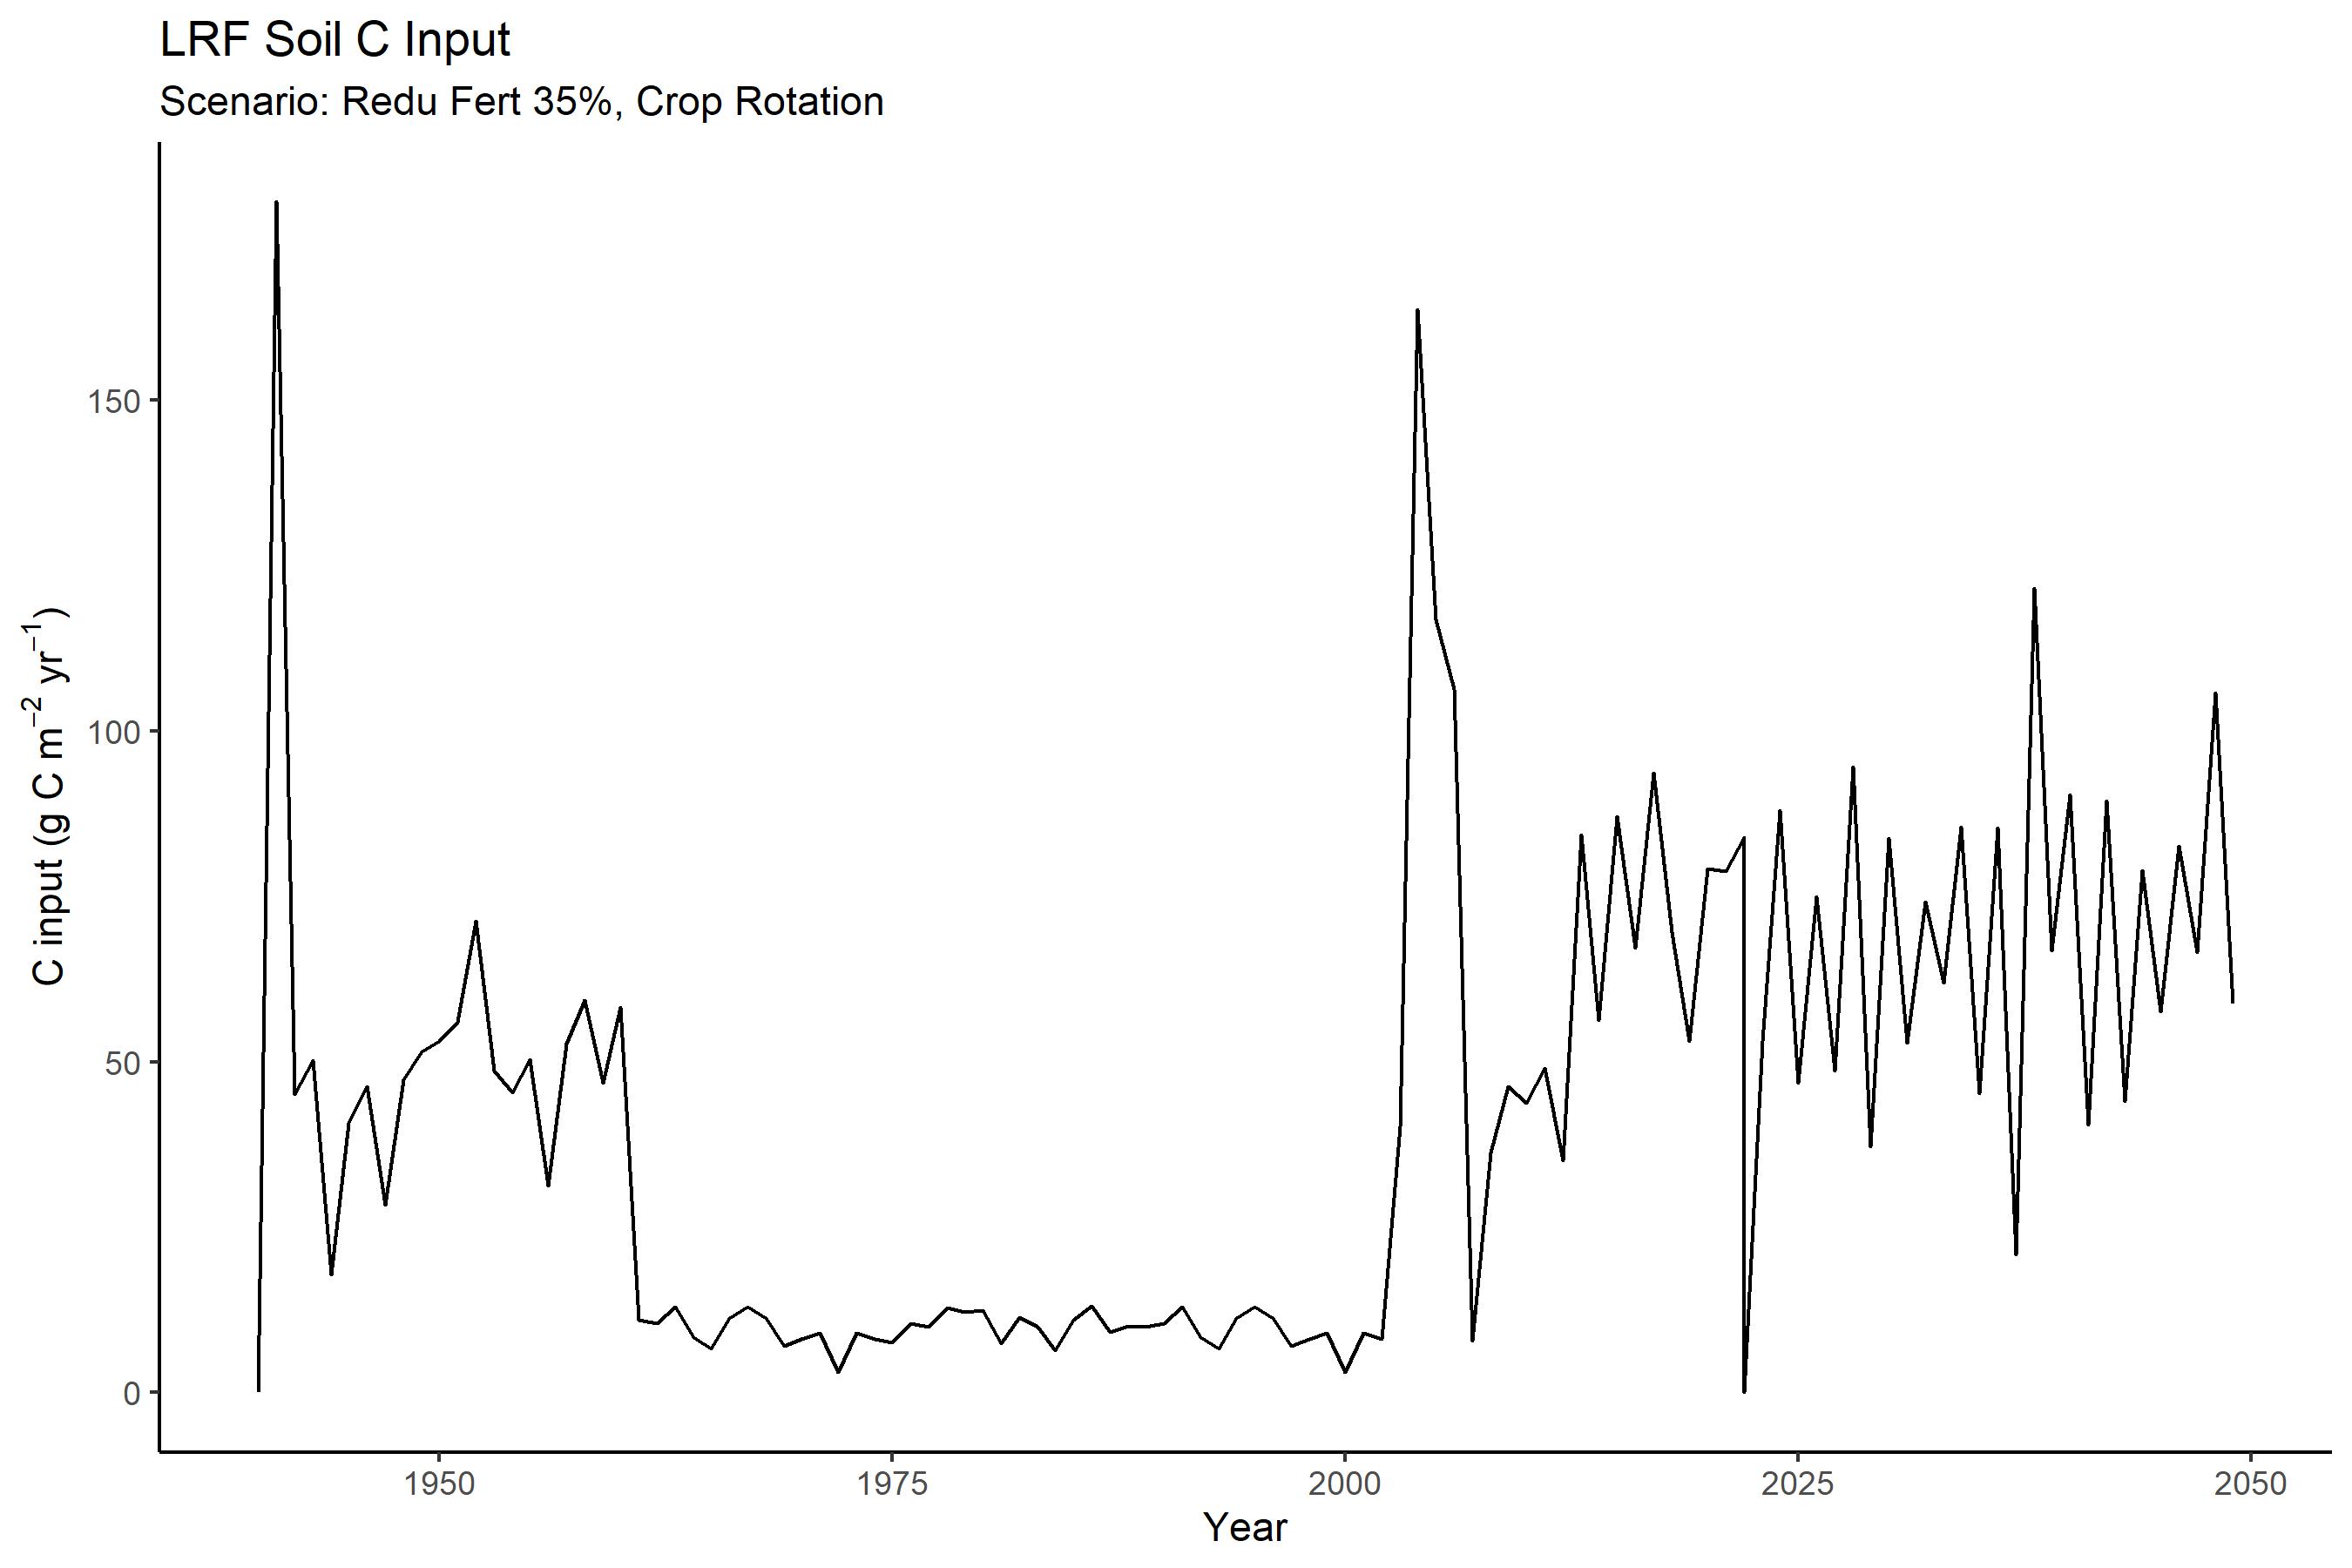 LRF Soil C Input
Scenario: Redu Fert 35%, Crop Rotation
C input (g C m⁻² yr⁻¹)
150
100
50
0
1950 1975 2000 2025 2050
Year